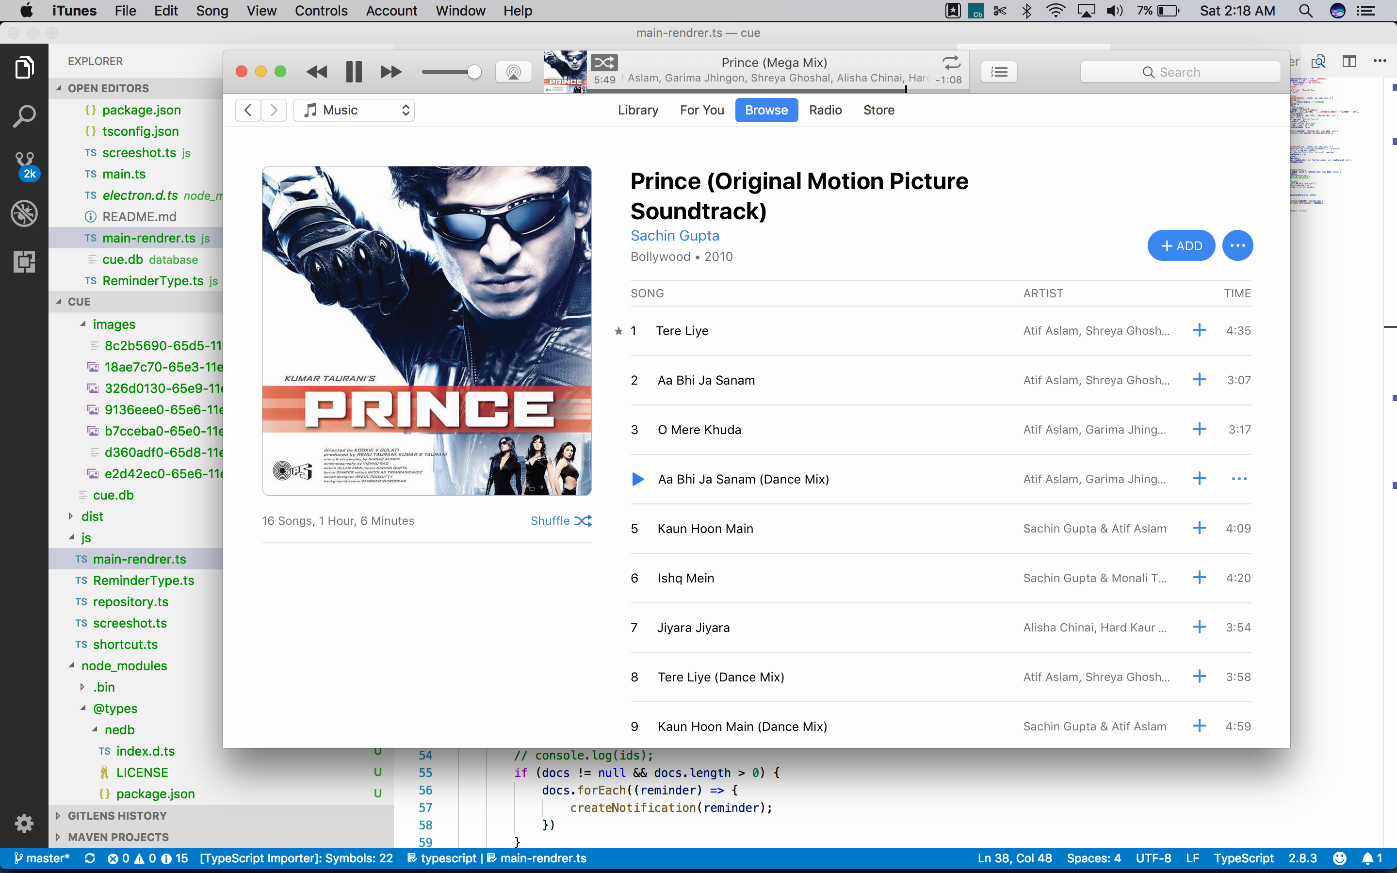 iTunes File Edit Song View Controls Account Window Help 7% Sat 2:18 AM
main-rendrer.ts — cue
EXPLORER
OPEN EDITORS
{} package.json
{} tsconfig.json
TS screeshot.ts js
TS main.ts
TS electron.d.ts node_m
README.md
TS main-rendrer.ts js
cue.db database
TS ReminderType.ts js
CUE
images
8c2b5690-65d5-11
18ae7c70-65e3-11e
326d0130-65e9-11e
9136eee0-65e6-11e
b7cceba0-65e0-11e
d360adf0-65d8-11e
e2d42ec0-65e6-11e
cue.db
dist
js
TS main-rendrer.ts
TS ReminderType.ts
TS repository.ts
TS screeshot.ts
TS shortcut.ts
node_modules
.bin
@types
nedb
TS index.d.ts U
LICENSE U
{} package.json U
GITLENS HISTORY
MAVEN PROJECTS
2k
Prince (Mega Mix)
5:49 Aslam, Garima Jhingon, Shreya Ghoshal, Alisha Chinai, Har -1:08
Search
Music
Library For You Browse Radio Store
KUMAR TAURANI'S
PRINCE
TIPS
16 Songs, 1 Hour, 6 Minutes
Shuffle
Prince (Original Motion Picture
Soundtrack)
Sachin Gupta
Bollywood • 2010
+ ADD
SONG ARTIST TIME
★ 1 Tere Liye Atif Aslam, Shreya Ghosh... + 4:35
2 Aa Bhi Ja Sanam Atif Aslam, Shreya Ghosh... + 3:07
3 O Mere Khuda Atif Aslam, Garima Jhing... + 3:17
Aa Bhi Ja Sanam (Dance Mix) Atif Aslam, Garima Jhing... + ...
5 Kaun Hoon Main Sachin Gupta & Atif Aslam + 4:09
6 Ishq Mein Sachin Gupta & Monali T... + 4:20
7 Jiyara Jiyara Alisha Chinai, Hard Kaur ... + 3:54
8 Tere Liye (Dance Mix) Atif Aslam, Shreya Ghosh... + 3:58
9 Kaun Hoon Main (Dance Mix) Sachin Gupta & Atif Aslam + 4:59
54 // console.log(ids);
55 if (docs != null && docs.length > 0) {
56 docs.forEach((reminder) => {
57 createNotification(reminder);
58 })
59 }
master* 0 0 15 [TypeScript Importer]: Symbols: 22 typescript | main-rendrer.ts Ln 38, Col 48 Spaces: 4 UTF-8 LF TypeScript 2.8.3 1